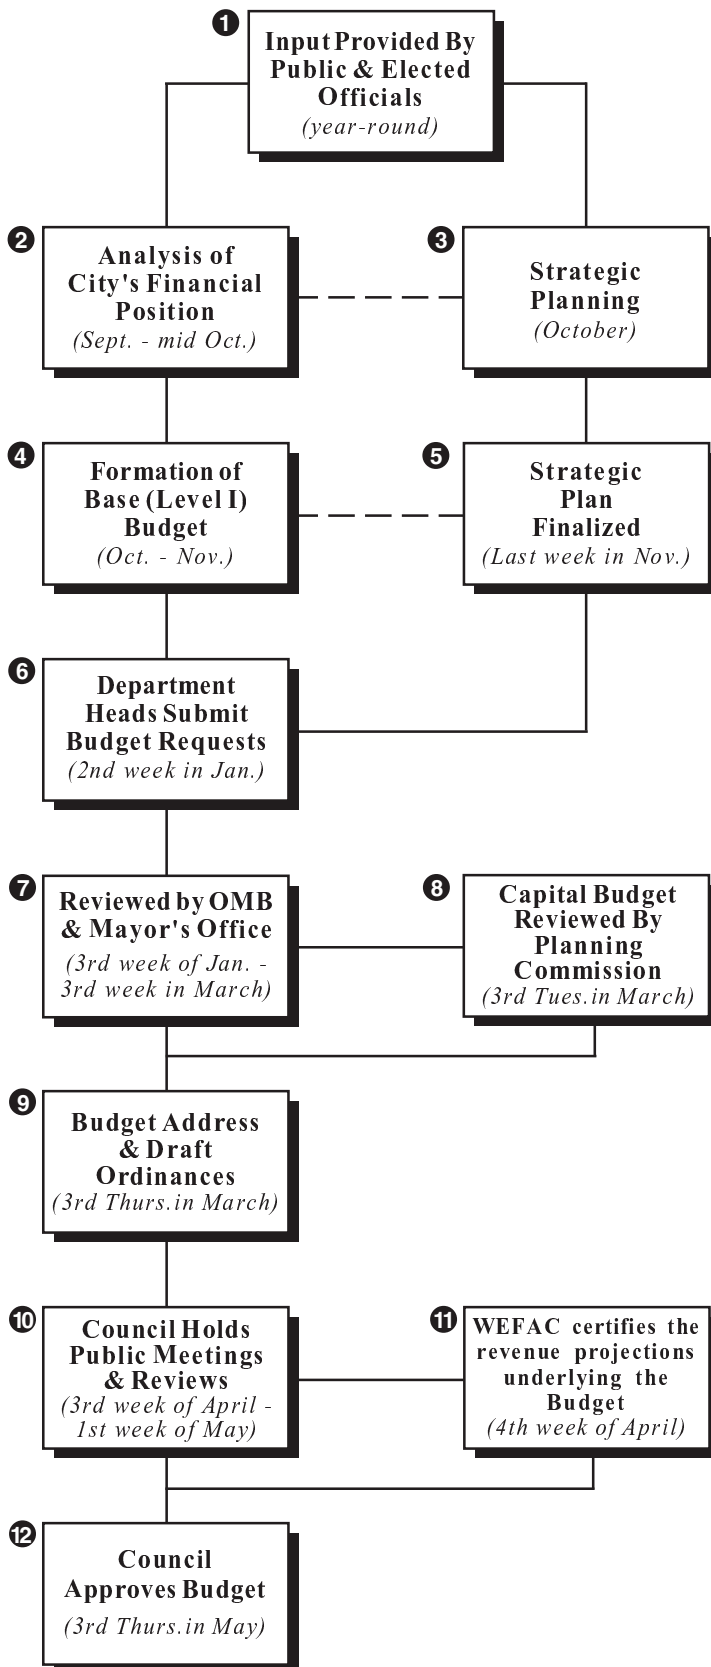 1
Input Provided By
Public & Elected
Officials
(year-round)
2
Analysis of
City's Financial
Position
(Sept. - mid Oct.)
3
Strategic
Planning
(October)
4
Formation of
Base (Level I)
Budget
(Oct. - Nov.)
5
Strategic
Plan
Finalized
(Last week in Nov.)
6
Department
Heads Submit
Budget Requests
(2nd week in Jan.)
7
Reviewed by OMB
& Mayor's Office
(3rd week of Jan. -
3rd week in March)
8
Capital Budget
Reviewed By
Planning
Commission
(3rd Tues.in March)
9
Budget Address
& Draft
Ordinances
(3rd Thurs.in March)
10
Council Holds
Public Meetings
& Reviews
(3rd week of April -
1st week of May)
11
WEFAC certifies the
revenue projections
underlying the
Budget
(4th week of April)
12
Council
Approves Budget
(3rd Thurs.in May)